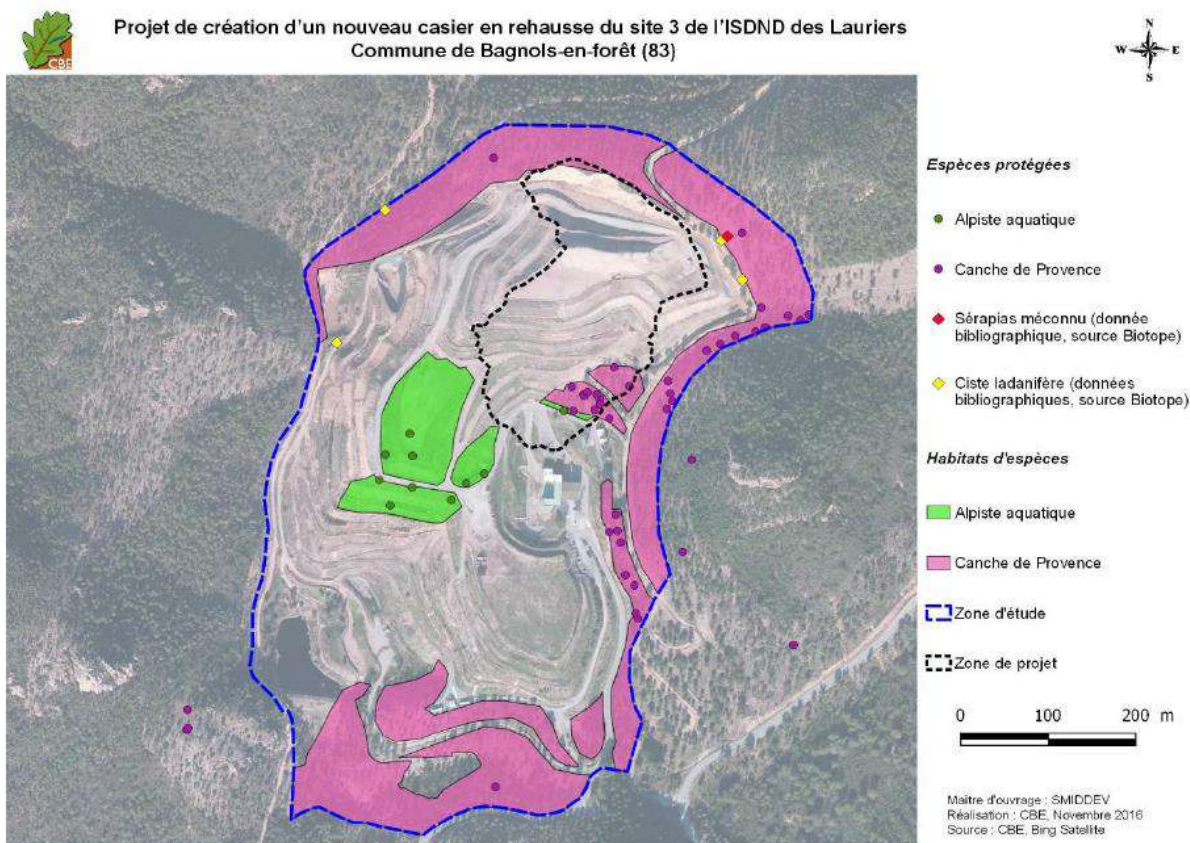 Projet de création d'un nouveau casier en rehausse du site 3 de l'ISDND des Lauriers
Commune de Bagnols-en-forêt (83)
CBE
N
W E
S
Espèces protégées
Alpiste aquatique
Canche de Provence
Sérapias méconnu (donnée
bibliographique, source Biotope)
Ciste ladanifère (données
bibliographiques, source Biotope)
Habitats d'espèces
Alpiste aquatique
Canche de Provence
Zone d'étude
Zone de projet
0 100 200 m
Maître d'ouvrage : SMIDDEV
Réalisation : CBE, Novembre 2016
Source : CBE, Bing Satellite